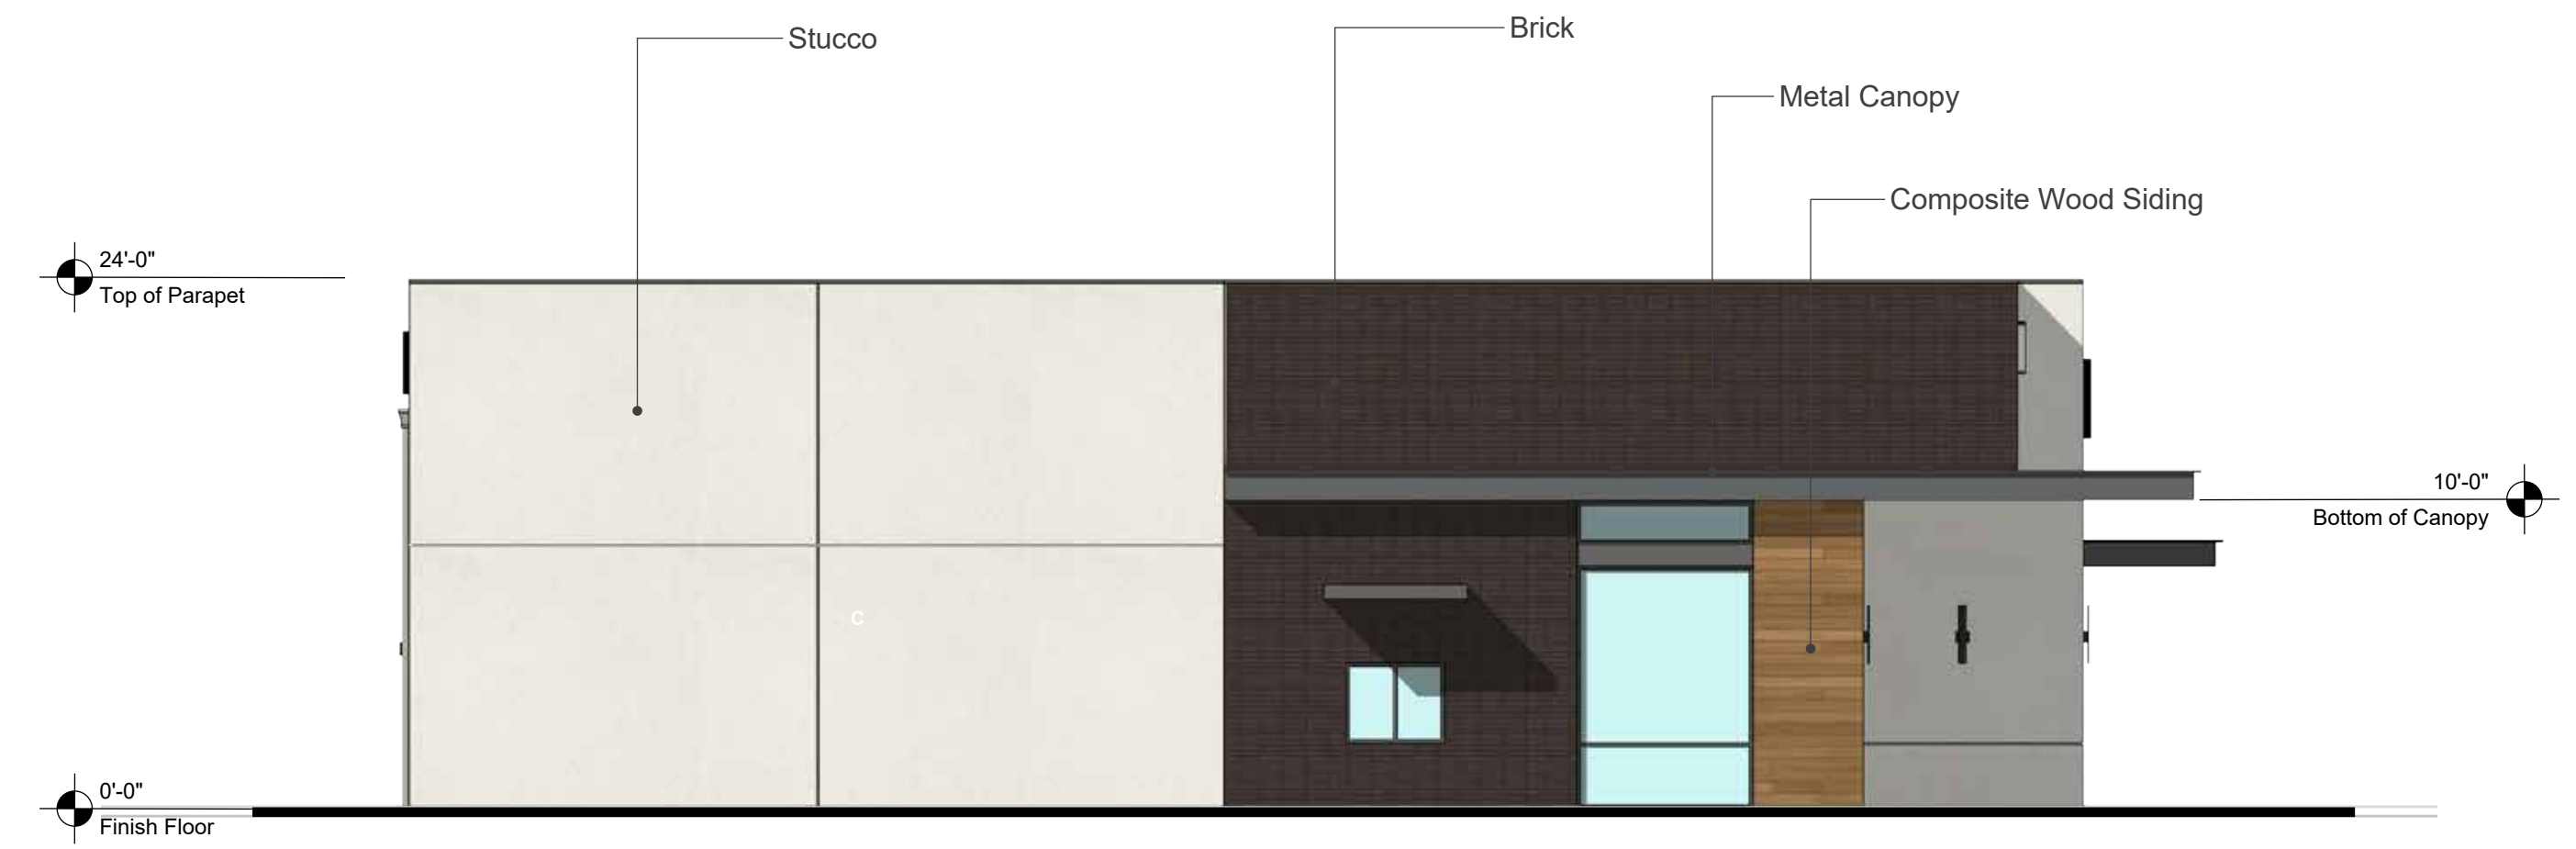 Brick
Stucco
Metal Canopy
Composite Wood Siding
24'-0"
Top of Parapet
10'-0"
Bottom of Canopy
c
0'-0"
Finish Floor